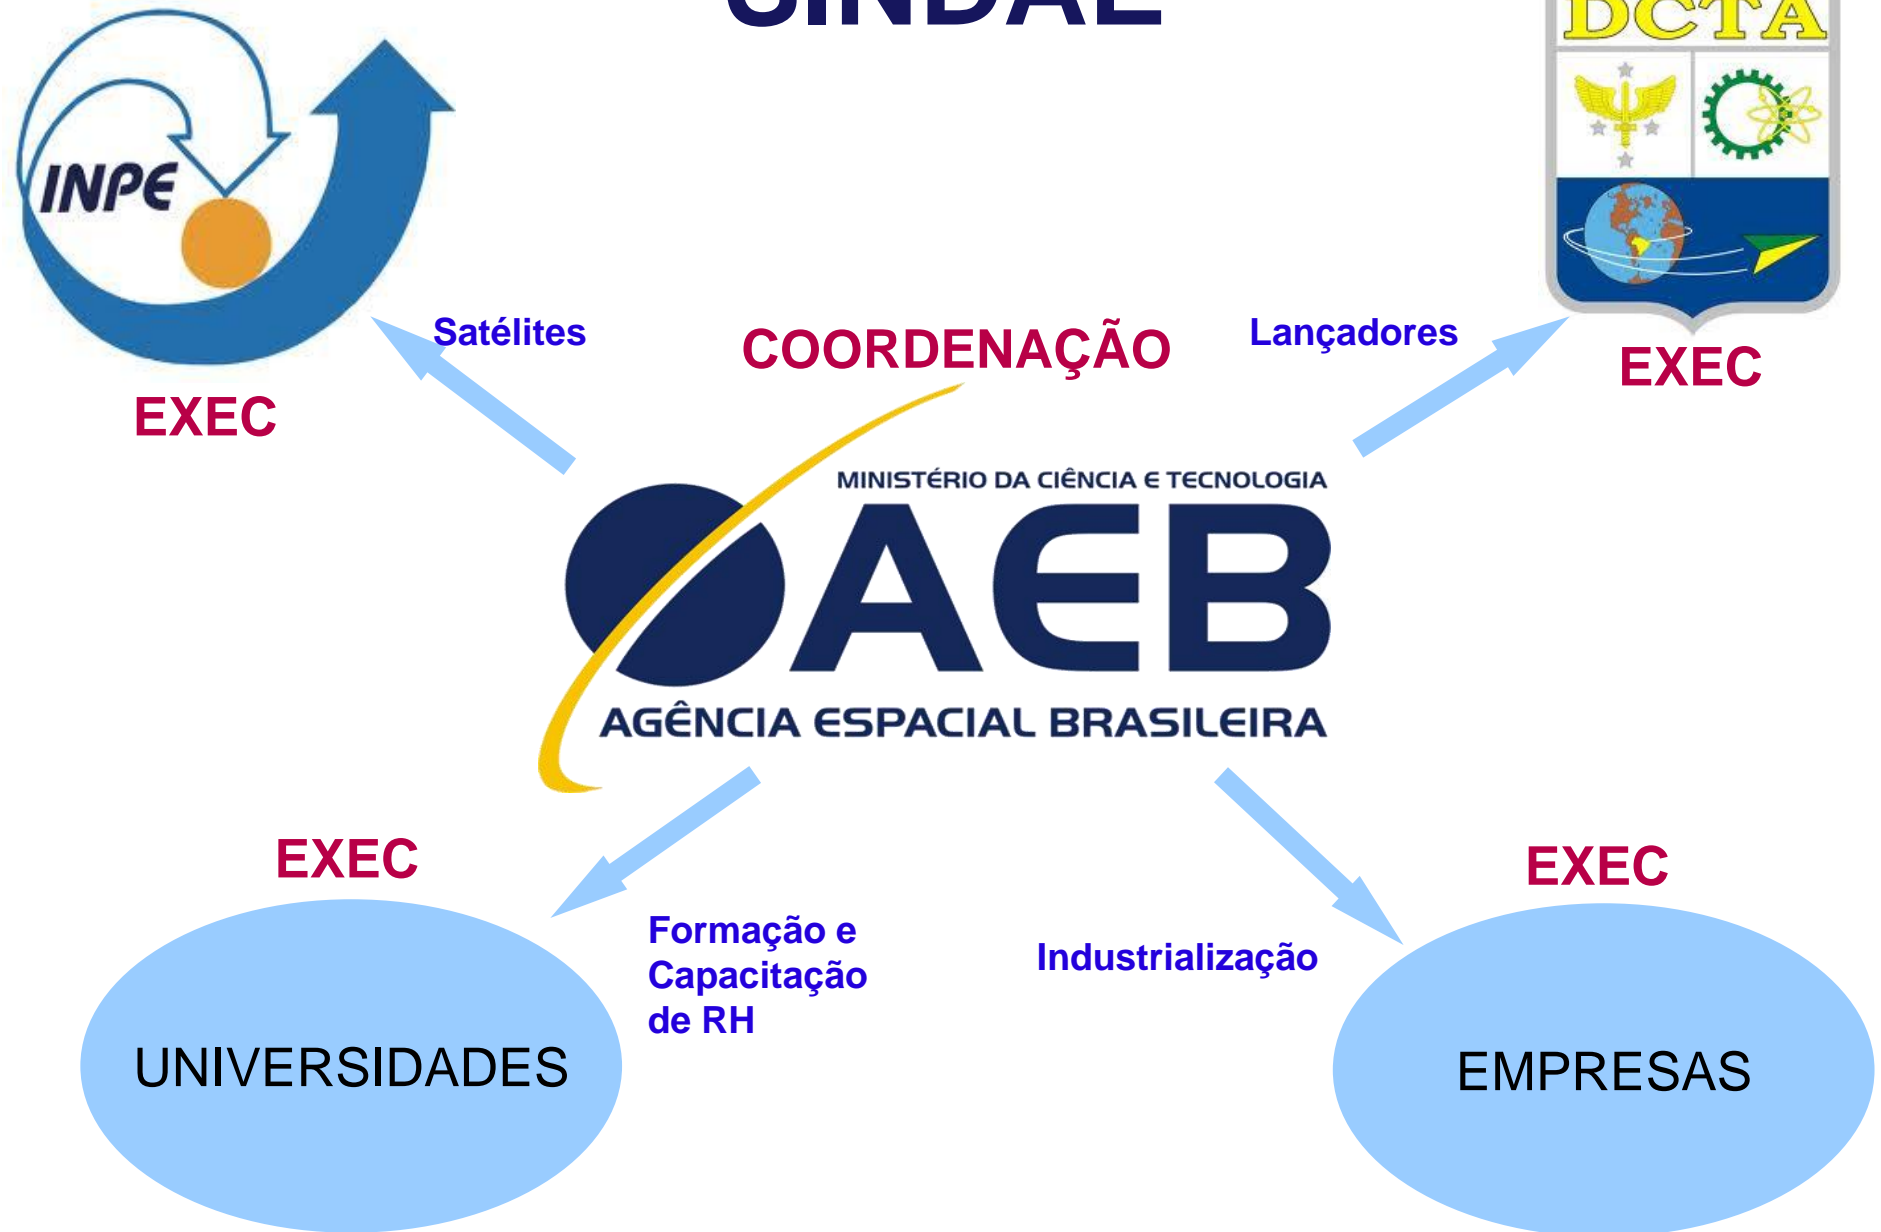 SINDAE
DCTA
INPE
Satélites
COORDENAÇÃO
Lançadores
EXEC
EXEC
MINISTÉRIO DA CIÊNCIA E TECNOLOGIA
AEB
AGÊNCIA ESPACIAL BRASILEIRA
EXEC
EXEC
Formação e
Capacitação
de RH
Industrialização
UNIVERSIDADES
EMPRESAS